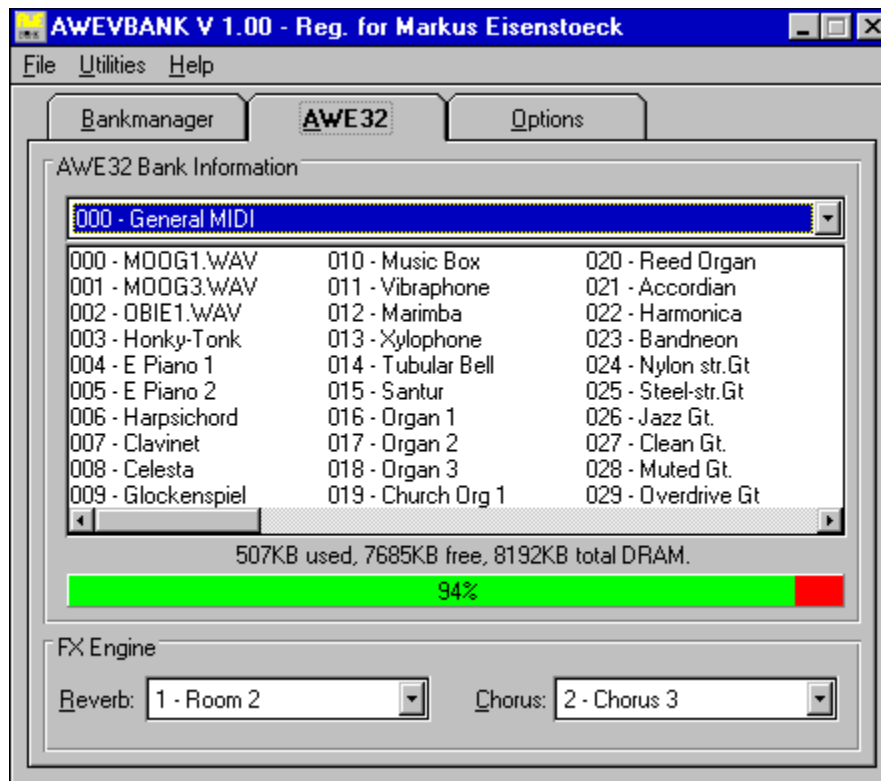 AWEVBANK V 1.00 - Reg. for Markus Eisenstoeck
File Utilities Help
Bankmanager AWE32 Options
AWE32 Bank Information
000 - General MIDI
000 - MOOG1.WAV 010 - Music Box 020 - Reed Organ
001 - MOOG3.WAV 011 - Vibraphone 021 - Accordian
002 - OBIE1.WAV 012 - Marimba 022 - Harmonica
003 - Honky-Tonk 013 - Xylophone 023 - Bandneon
004 - E Piano 1 014 - Tubular Bell 024 - Nylon str.Gt
005 - E Piano 2 015 - Santur 025 - Steel-str.Gt
006 - Harpsichord 016 - Organ 1 026 - Jazz Gt.
007 - Clavinet 017 - Organ 2 027 - Clean Gt.
008 - Celesta 018 - Organ 3 028 - Muted Gt.
009 - Glockenspiel 019 - Church Org 1 029 - Overdrive Gt
507KB used, 7685KB free, 8192KB total DRAM.
94%
FX Engine
Reverb: 1 - Room 2 Chorus: 2 - Chorus 3